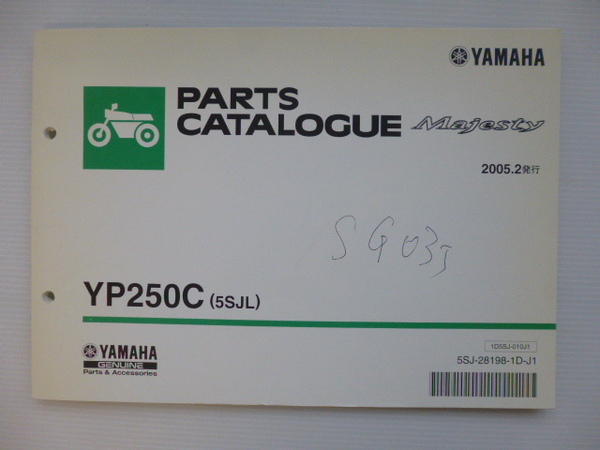 YAMAHA
PARTS
CATALOGUE Majesty
2005.2発行
SG03J
YP250C (5SJL)
YAMAHA
GENUINE
Parts & Accessories
1D5SJ-010J1
5SJ-28198-1D-J1